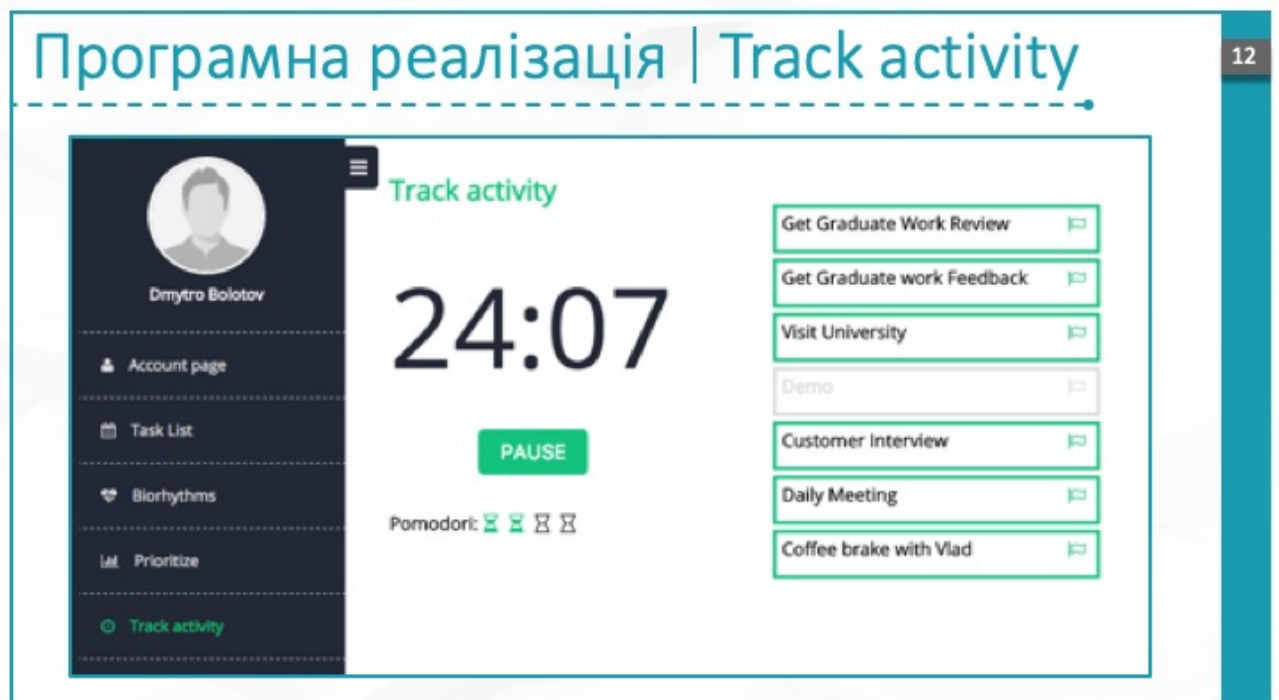 Програмна реалізація | Track activity
12
Dmytro Bolotov
Account page
Task List
Biorhythms
Prioritize
Track activity
Track activity
24:07
PAUSE
Pomodori:
Get Graduate Work Review
Get Graduate work Feedback
Visit University
Demo
Customer Interview
Daily Meeting
Coffee brake with Vlad